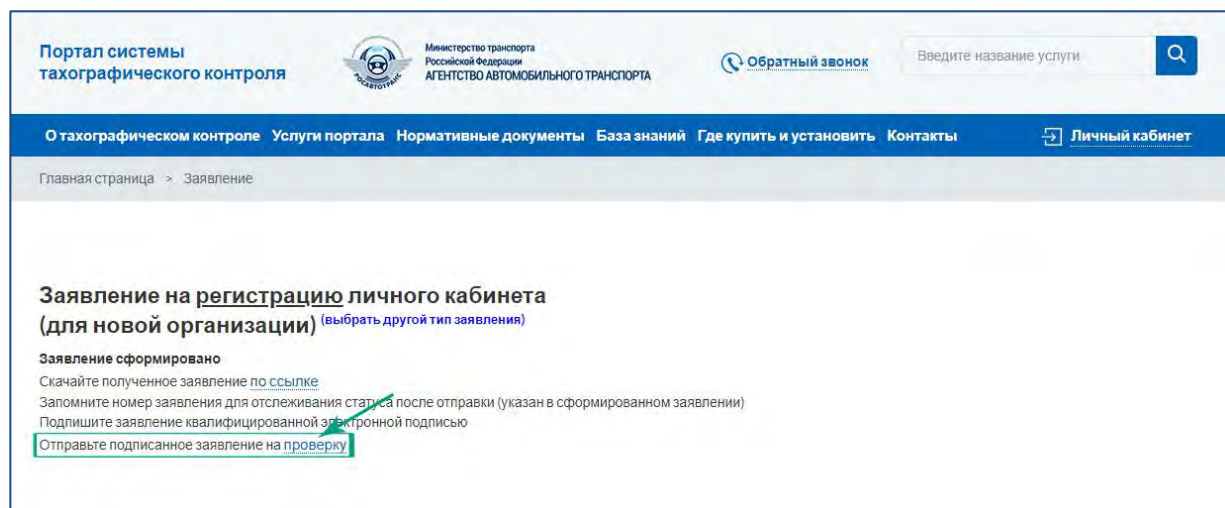 Портал системы
тахографического контроля
РОСАВТОТРАНС
Министерство транспорта
Российской Федерации
АГЕНТСТВО АВТОМОБИЛЬНОГО ТРАНСПОРТА
Обратный звонок
Введите название услуги
О тахографическом контроле Услуги портала Нормативные документы База знаний Где купить и установить Контакты Личный кабинет
Главная страница > Заявление
Заявление на регистрацию личного кабинета
(для новой организации) (выбрать другой тип заявления)
Заявление сформировано
Скачайте полученное заявление по ссылке
Запомните номер заявления для отслеживания статуса после отправки (указан в сформированном заявлении)
Подпишите заявление квалифицированной электронной подписью
Отправьте подписанное заявление на проверку